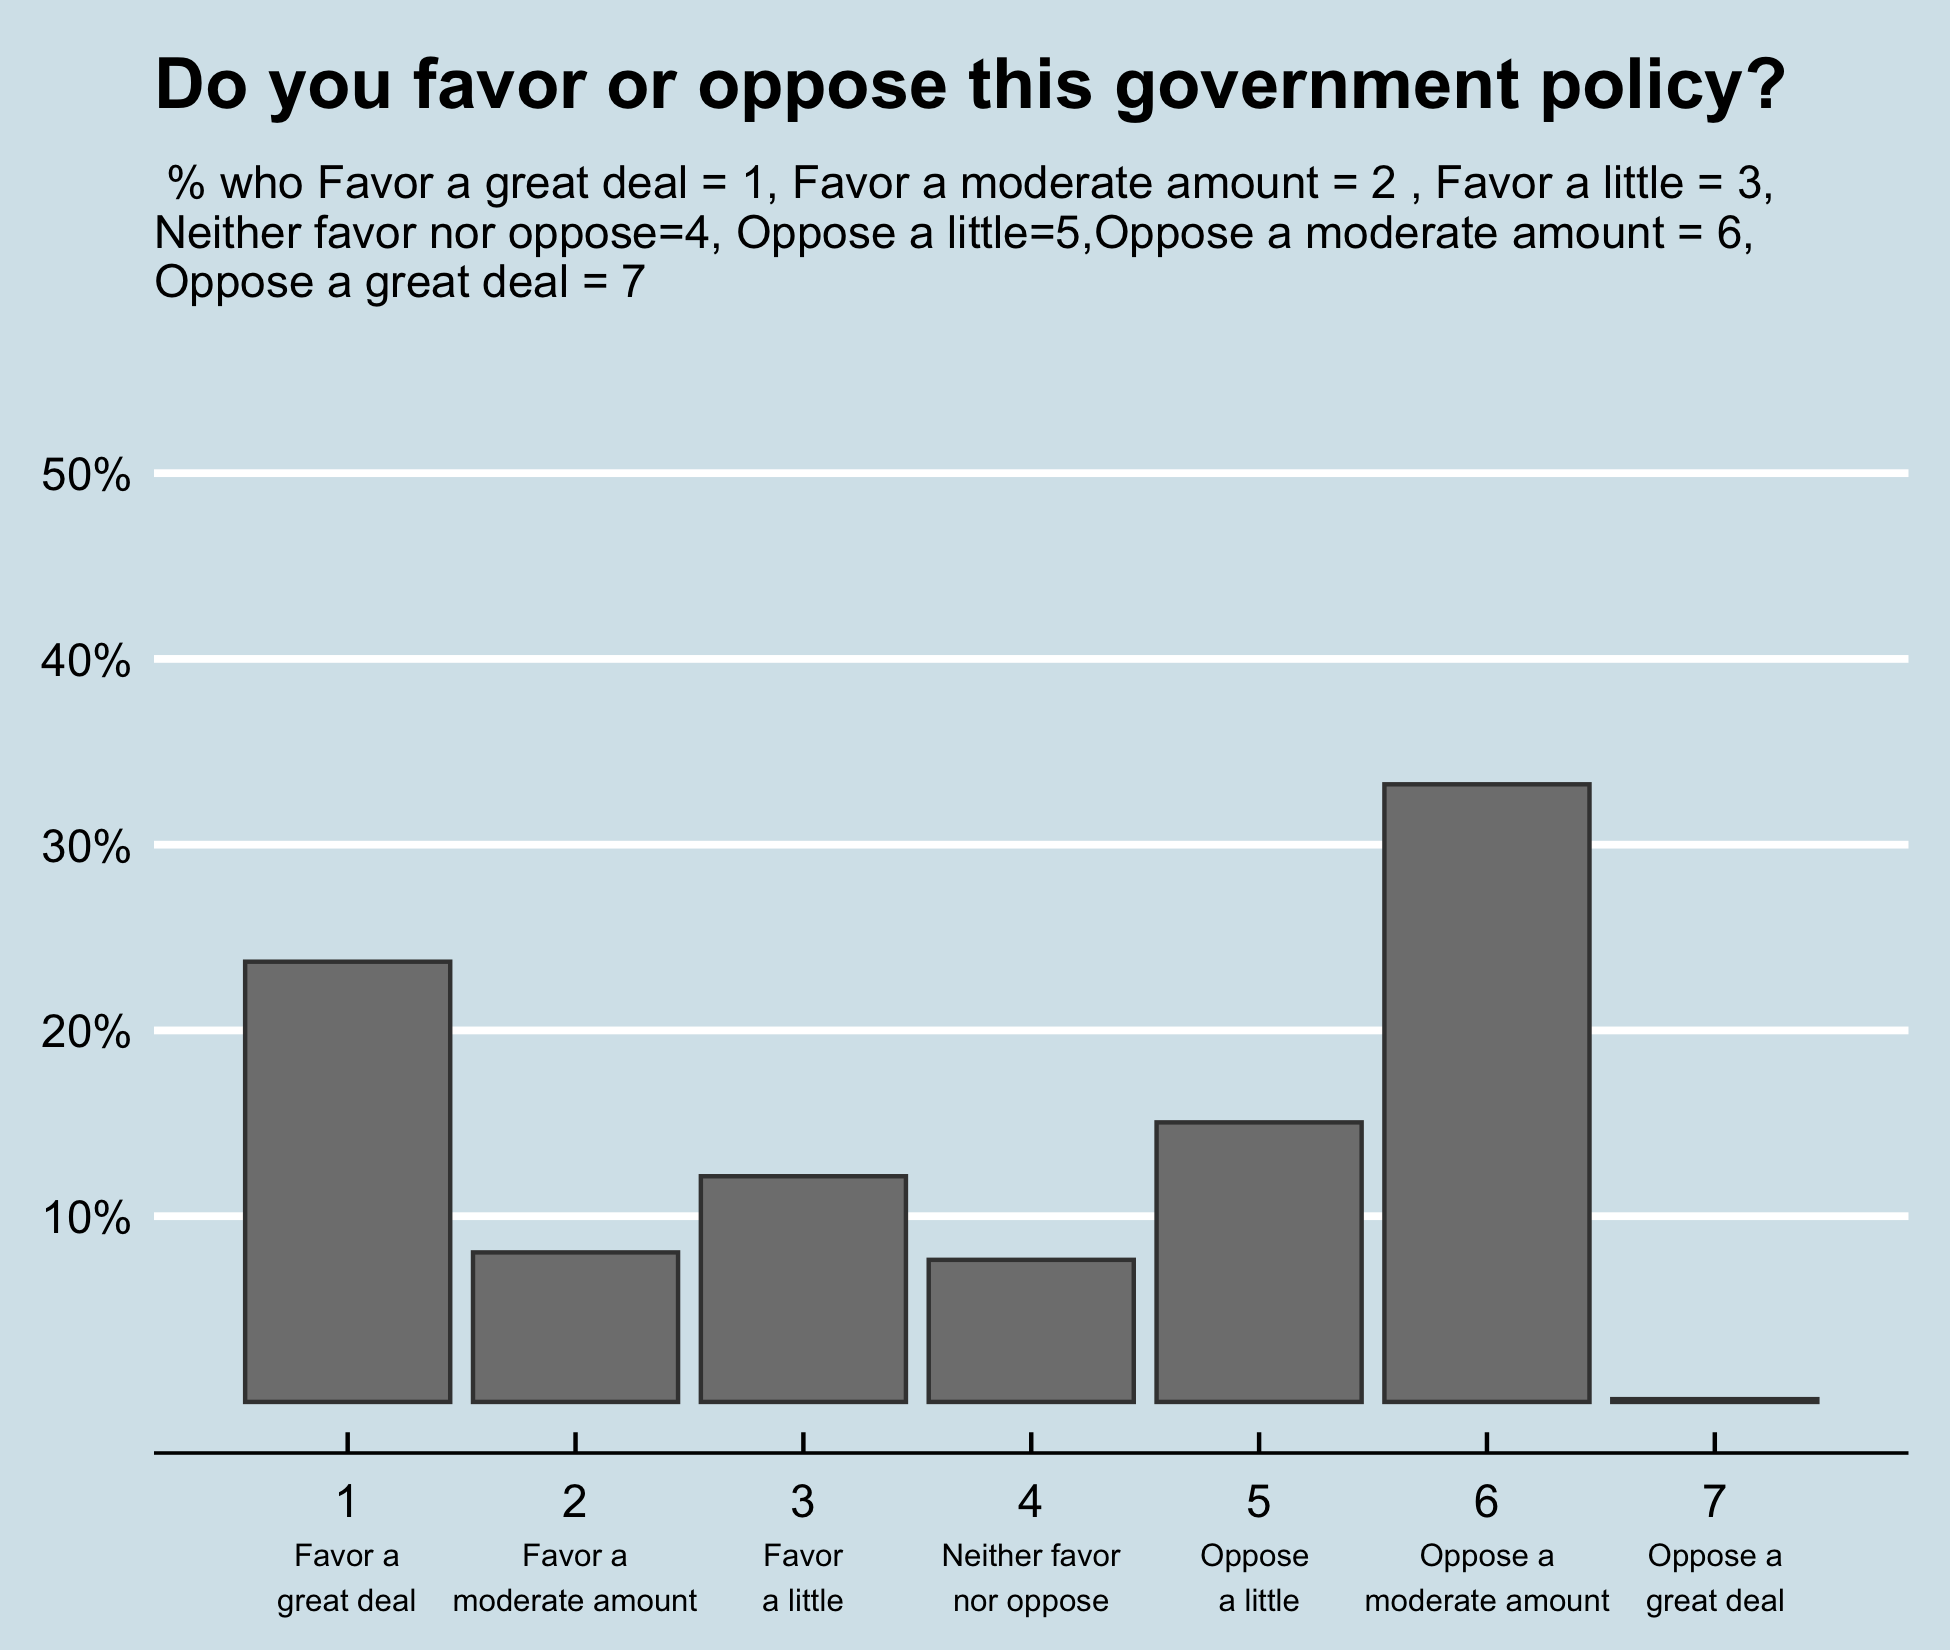 Do you favor or oppose this government policy?
% who Favor a great deal = 1, Favor a moderate amount = 2 , Favor a little = 3,
Neither favor nor oppose=4, Oppose a little=5,Oppose a moderate amount = 6,
Oppose a great deal = 7
50%
40%
30%
20%
10%
1 2 3 4 5 6 7
Favor a Favor a Favor Neither favor Oppose Oppose a Oppose a
great deal moderate amount a little nor oppose a little moderate amount great deal